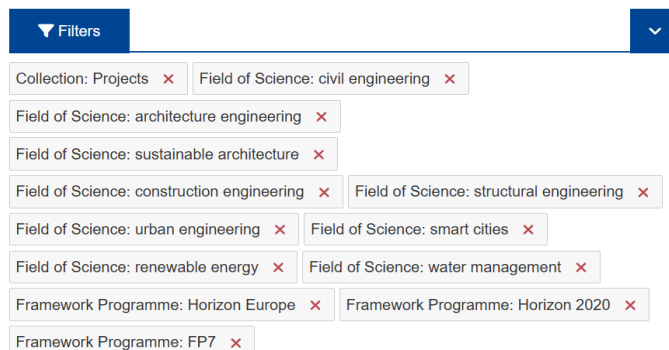 Filters
Collection: Projects × Field of Science: civil engineering ×
Field of Science: architecture engineering ×
Field of Science: sustainable architecture ×
Field of Science: construction engineering × Field of Science: structural engineering ×
Field of Science: urban engineering × Field of Science: smart cities ×
Field of Science: renewable energy × Field of Science: water management ×
Framework Programme: Horizon Europe × Framework Programme: Horizon 2020 ×
Framework Programme: FP7 ×